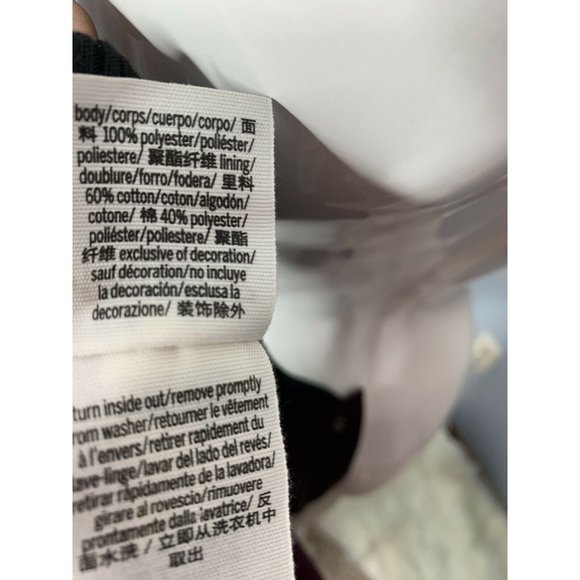 body/corps/cuerpo/corpo/ 面
料 100% polyester/poliéster/
poliestere/ 聚酯纤维 lining/
doublure/forro/fodera/ 里料
60% cotton/coton/algodón/
cotone/ 棉 40% polyester/
poliéster/poliestere/ 聚酯
纤维 exclusive of decoration/
sauf décoration/no incluye
la decoración/esclusa la
decorazione/ 装饰除外
turn inside out/remove promptly
from washer/retourner le vêtement
à l'envers/retirer rapidement du
lave-linge/lavar del lado del revés/
retirar rápidamente de la lavadora/
girare al rovescio/rimuovere
prontamente dalla lavatrice/ 反
面水洗 / 立即从洗衣机中
取出